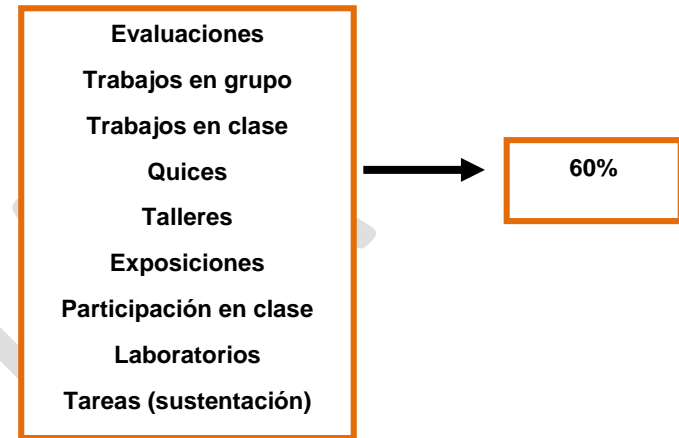 Evaluaciones
Trabajos en grupo
Trabajos en clase
Quices
Talleres
Exposiciones
Participación en clase
Laboratorios
Tareas (sustentación)
60%